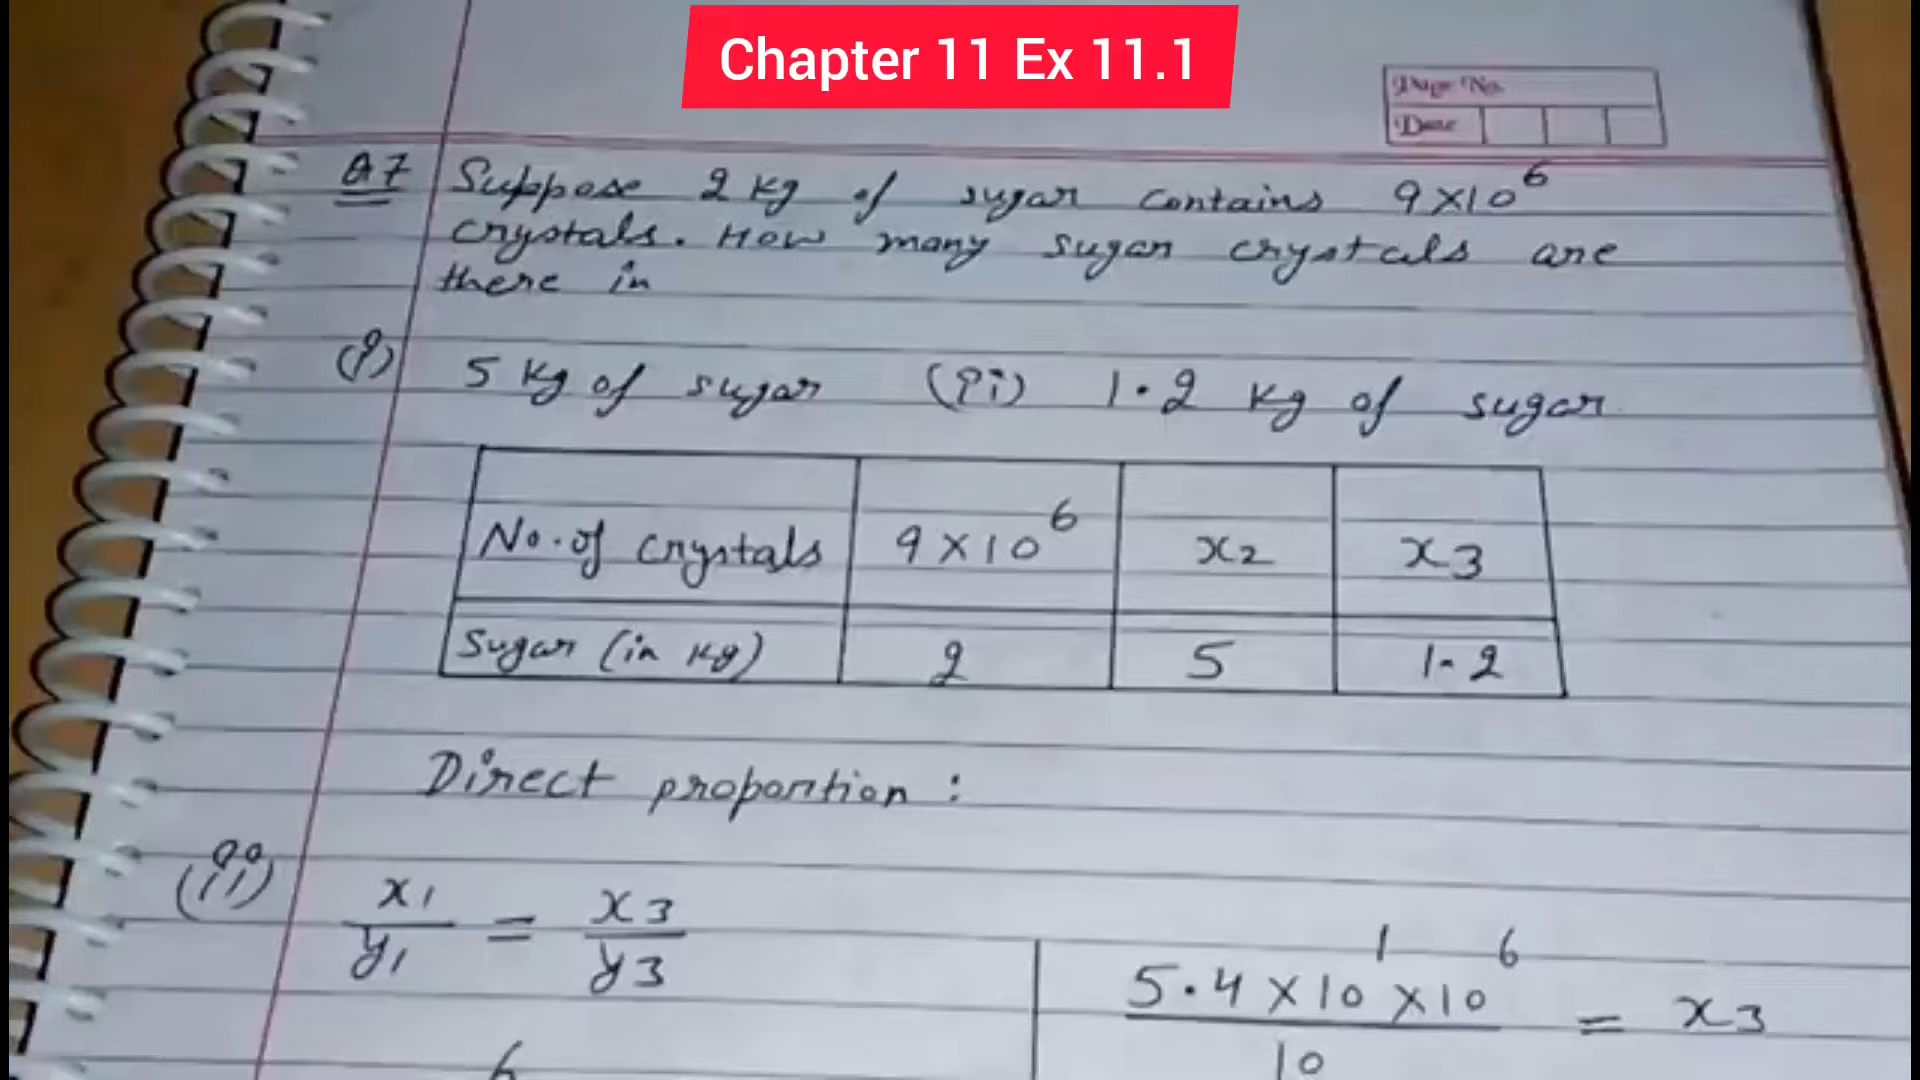 Chapter 11 Ex 11.1
Page No.
Date
Q7 Suppose 2 kg of sugar contains 9×10⁶
crystals. How many sugar crystals are
there in
(i) 5 kg of sugar (ii) 1.2 kg of sugar
No. of crystals 9×10⁶ x2 x3
Sugar (in kg) 2 5 1.2
Direct proportion :
(ii) x1/y1 = x3/y3
5.4×10¹×10⁶/10 = x3
6